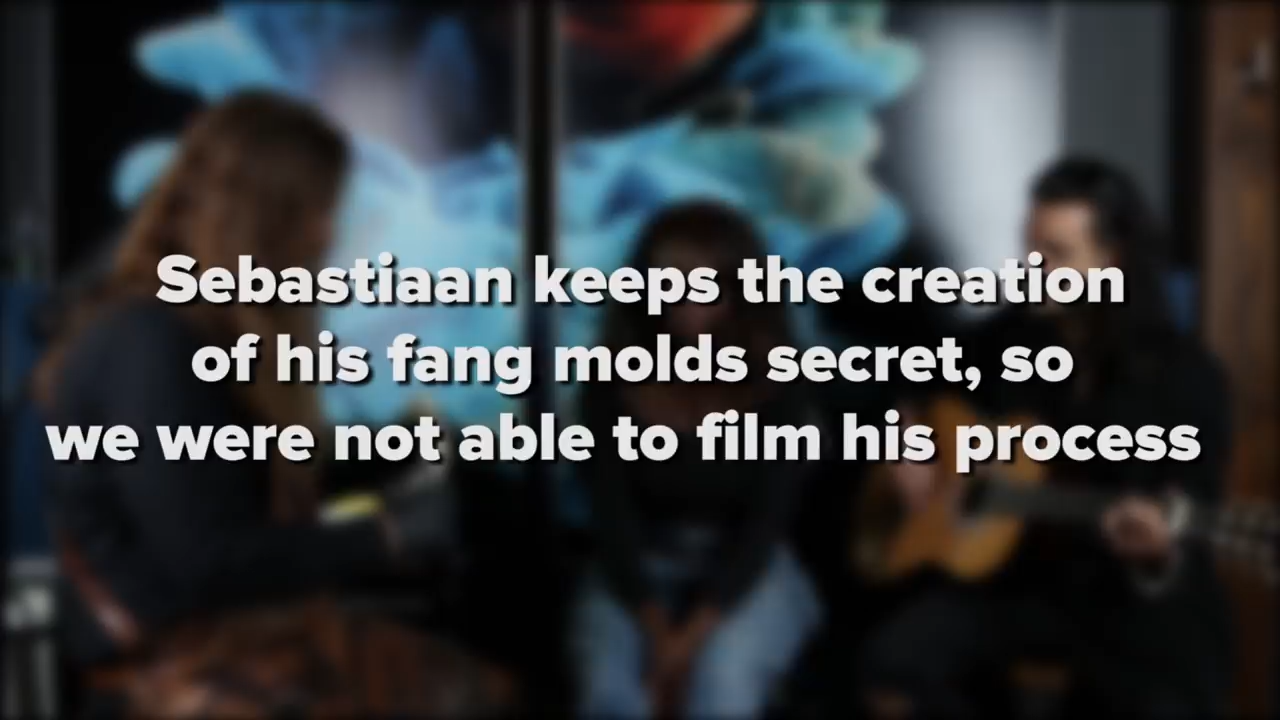 Sebastiaan keeps the creation
of his fang molds secret, so
we were not able to film his process